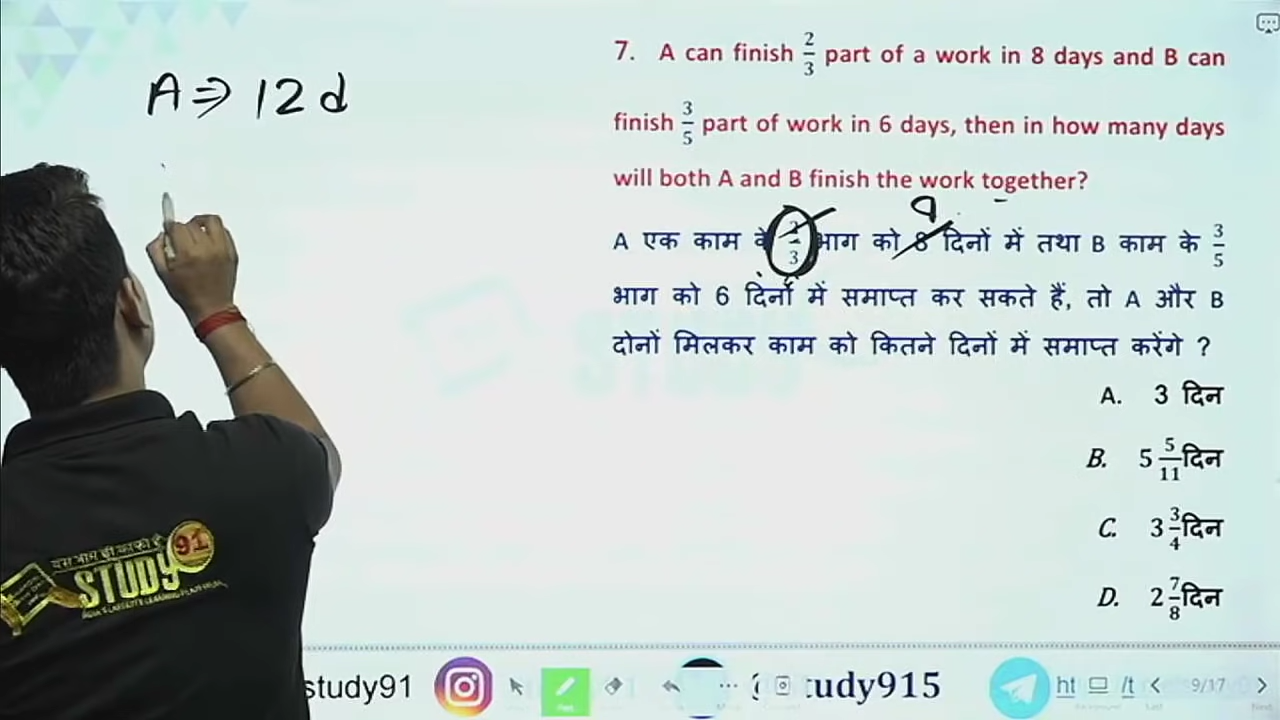 A ⇒ 12 d
7. A can finish 2/3 part of a work in 8 days and B can
finish 3/5 part of work in 6 days, then in how many days
will both A and B finish the work together?
A एक काम के 2/3 भाग को 8 दिनों में तथा B काम के 3/5
भाग को 6 दिनों में समाप्त कर सकते हैं, तो A और B
दोनों मिलकर काम को कितने दिनों में समाप्त करेंगे ?
A. 3 दिन
B. 5 5/11 दिन
C. 3 3/4 दिन
D. 2 7/8 दिन
91
STUDY
study91
tudy915
9/17